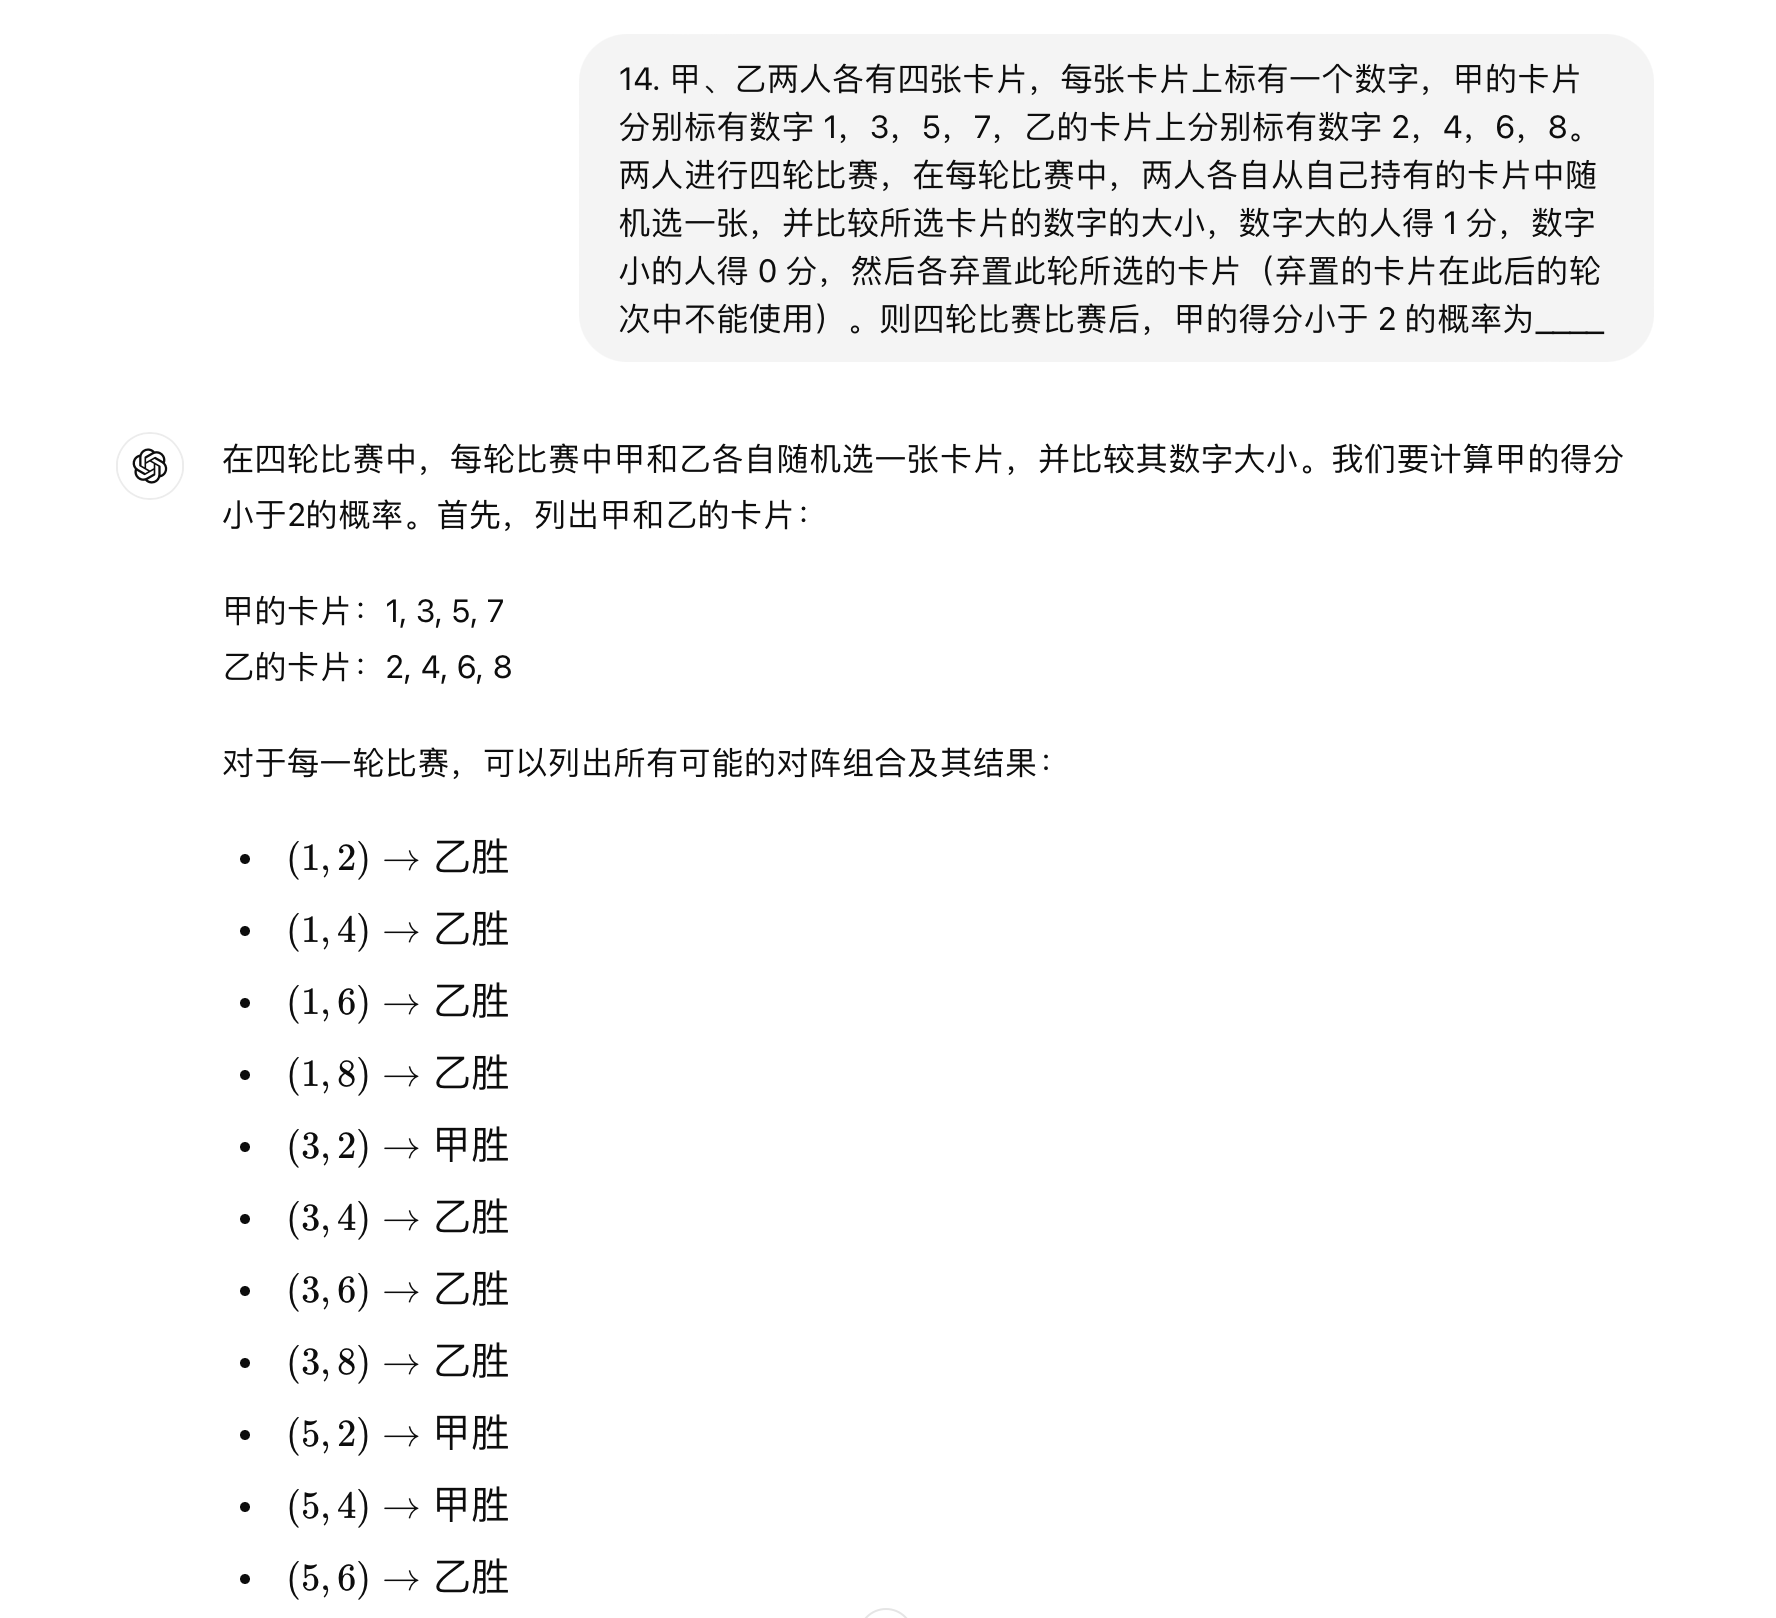 14. 甲、乙两人各有四张卡片，每张卡片上标有一个数字，甲的卡片
分别标有数字 1，3，5，7，乙的卡片上分别标有数字 2，4，6，8。
两人进行四轮比赛，在每轮比赛中，两人各自从自己持有的卡片中随
机选一张，并比较所选卡片的数字的大小，数字大的人得 1 分，数字
小的人得 0 分，然后各弃置此轮所选的卡片（弃置的卡片在此后的轮
次中不能使用）。则四轮比赛比赛后，甲的得分小于 2 的概率为____
在四轮比赛中，每轮比赛中甲和乙各自随机选一张卡片，并比较其数字大小。我们要计算甲的得分
小于2的概率。首先，列出甲和乙的卡片：
甲的卡片：1, 3, 5, 7
乙的卡片：2, 4, 6, 8
对于每一轮比赛，可以列出所有可能的对阵组合及其结果：
• (1, 2) → 乙胜
• (1, 4) → 乙胜
• (1, 6) → 乙胜
• (1, 8) → 乙胜
• (3, 2) → 甲胜
• (3, 4) → 乙胜
• (3, 6) → 乙胜
• (3, 8) → 乙胜
• (5, 2) → 甲胜
• (5, 4) → 甲胜
• (5, 6) → 乙胜